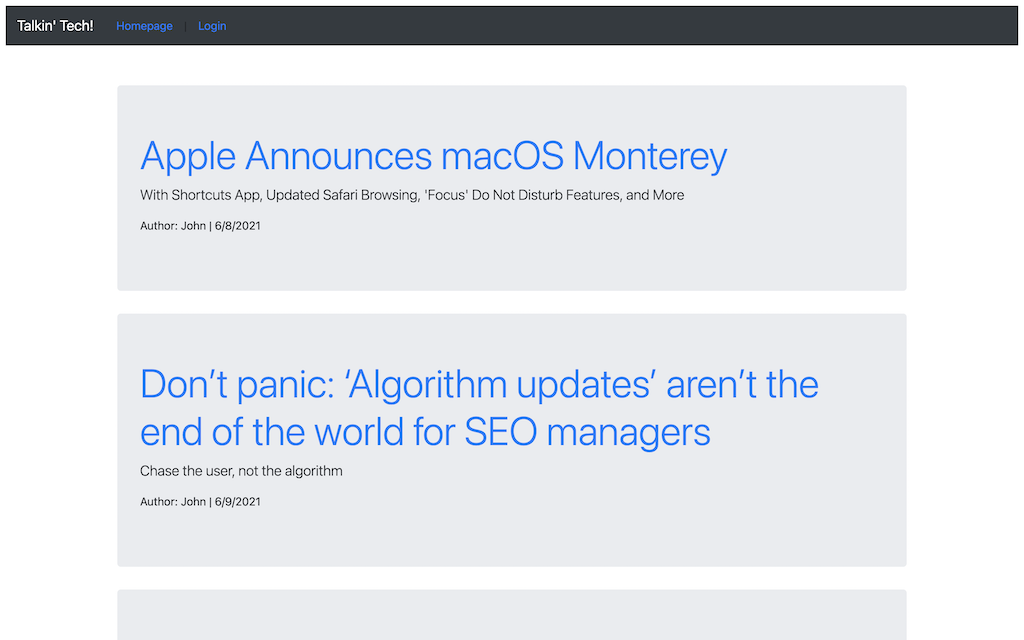 Talkin' Tech! Homepage | Login
Apple Announces macOS Monterey
With Shortcuts App, Updated Safari Browsing, 'Focus' Do Not Disturb Features, and More
Author: John | 6/8/2021
Don’t panic: ‘Algorithm updates’ aren’t the
end of the world for SEO managers
Chase the user, not the algorithm
Author: John | 6/9/2021